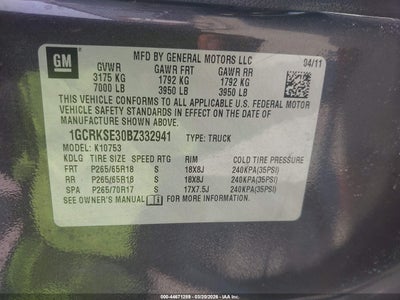 GM
MFD BY GENERAL MOTORS LLC 04/11
GVWR GAWR FRT GAWR RR
3175 KG 1792 KG 1792 KG
7000 LB 3950 LB 3950 LB
THIS VEHICLE CONFORMS TO ALL APPLICABLE U.S. FEDERAL MOTOR
VEHICLE SAFETY STANDARDS IN EFFECT ON THE DATE OF
MANUFACTURE SHOWN ABOVE.
1GCRKSE30BZ332941 TYPE: TRUCK
MODEL: K10753
KDLG TIRE SIZE SPEED RTG RIM COLD TIRE PRESSURE
FRT P265/65R18 S 18X8J 240KPA(35PSI)
RR P265/65R18 S 18X8J 240KPA(35PSI)
SPA P265/70R17 S 17X7.5J 240KPA(35PSI)
SEE OWNER'S MANUAL FOR ADDITIONAL INFORMATION.
000-44671289 - 03/20/2026 -